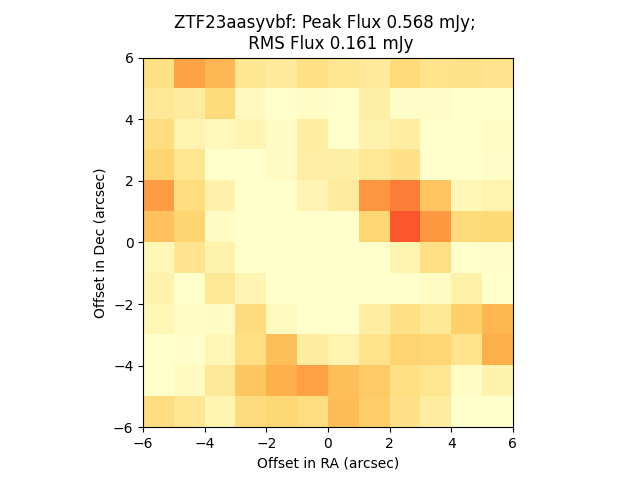 ZTF23aasyvbf: Peak Flux 0.568 mJy;
RMS Flux 0.161 mJy
6
4
2
0
−2
−4
−6
Offset in Dec (arcsec)
−6 −4 −2 0 2 4 6
Offset in RA (arcsec)